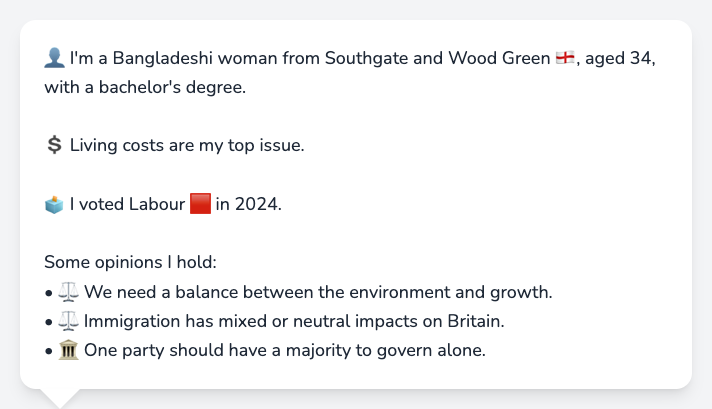 👤 I'm a Bangladeshi woman from Southgate and Wood Green 🏴󠁧󠁢󠁥󠁮󠁧󠁿, aged 34,
with a bachelor's degree.
💲 Living costs are my top issue.
🗳️ I voted Labour 🟥 in 2024.
Some opinions I hold:
• ⚖️ We need a balance between the environment and growth.
• ⚖️ Immigration has mixed or neutral impacts on Britain.
• 🏛️ One party should have a majority to govern alone.